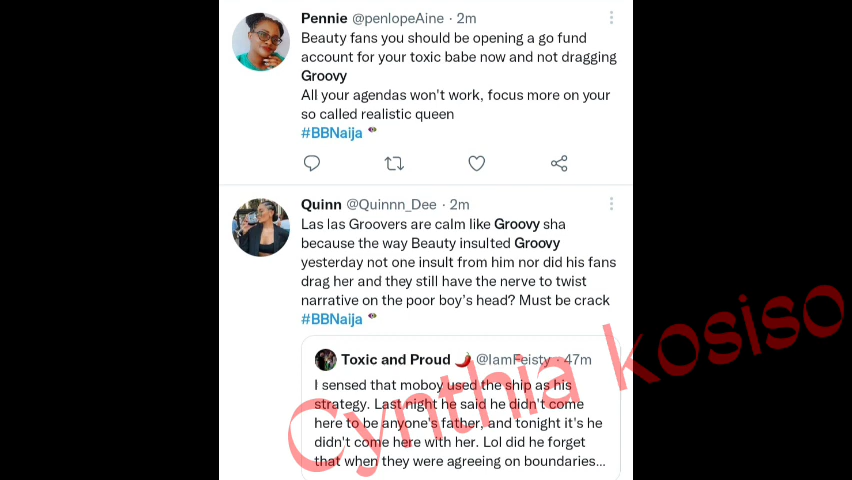 Pennie @penlopeAine · 2m
Beauty fans you should be opening a go fund
account for your toxic babe now and not dragging
Groovy
All your agendas won't work, focus more on your
so called realistic queen
#BBNaija
Quinn @Quinnn_Dee · 2m
Las las Groovers are calm like Groovy sha
because the way Beauty insulted Groovy
yesterday not one insult from him nor did his fans
drag her and they still have the nerve to twist
narrative on the poor boy's head? Must be crack
#BBNaija
Toxic and Proud 🌶️ @IamFeisty · 47m
I sensed that moboy used the ship as his
strategy. Last night he said he didn't come
here to be anyone's father, and tonight it's he
didn't come here with her. Lol did he forget
that when they were agreeing on boundaries...
Cynthia kosiso